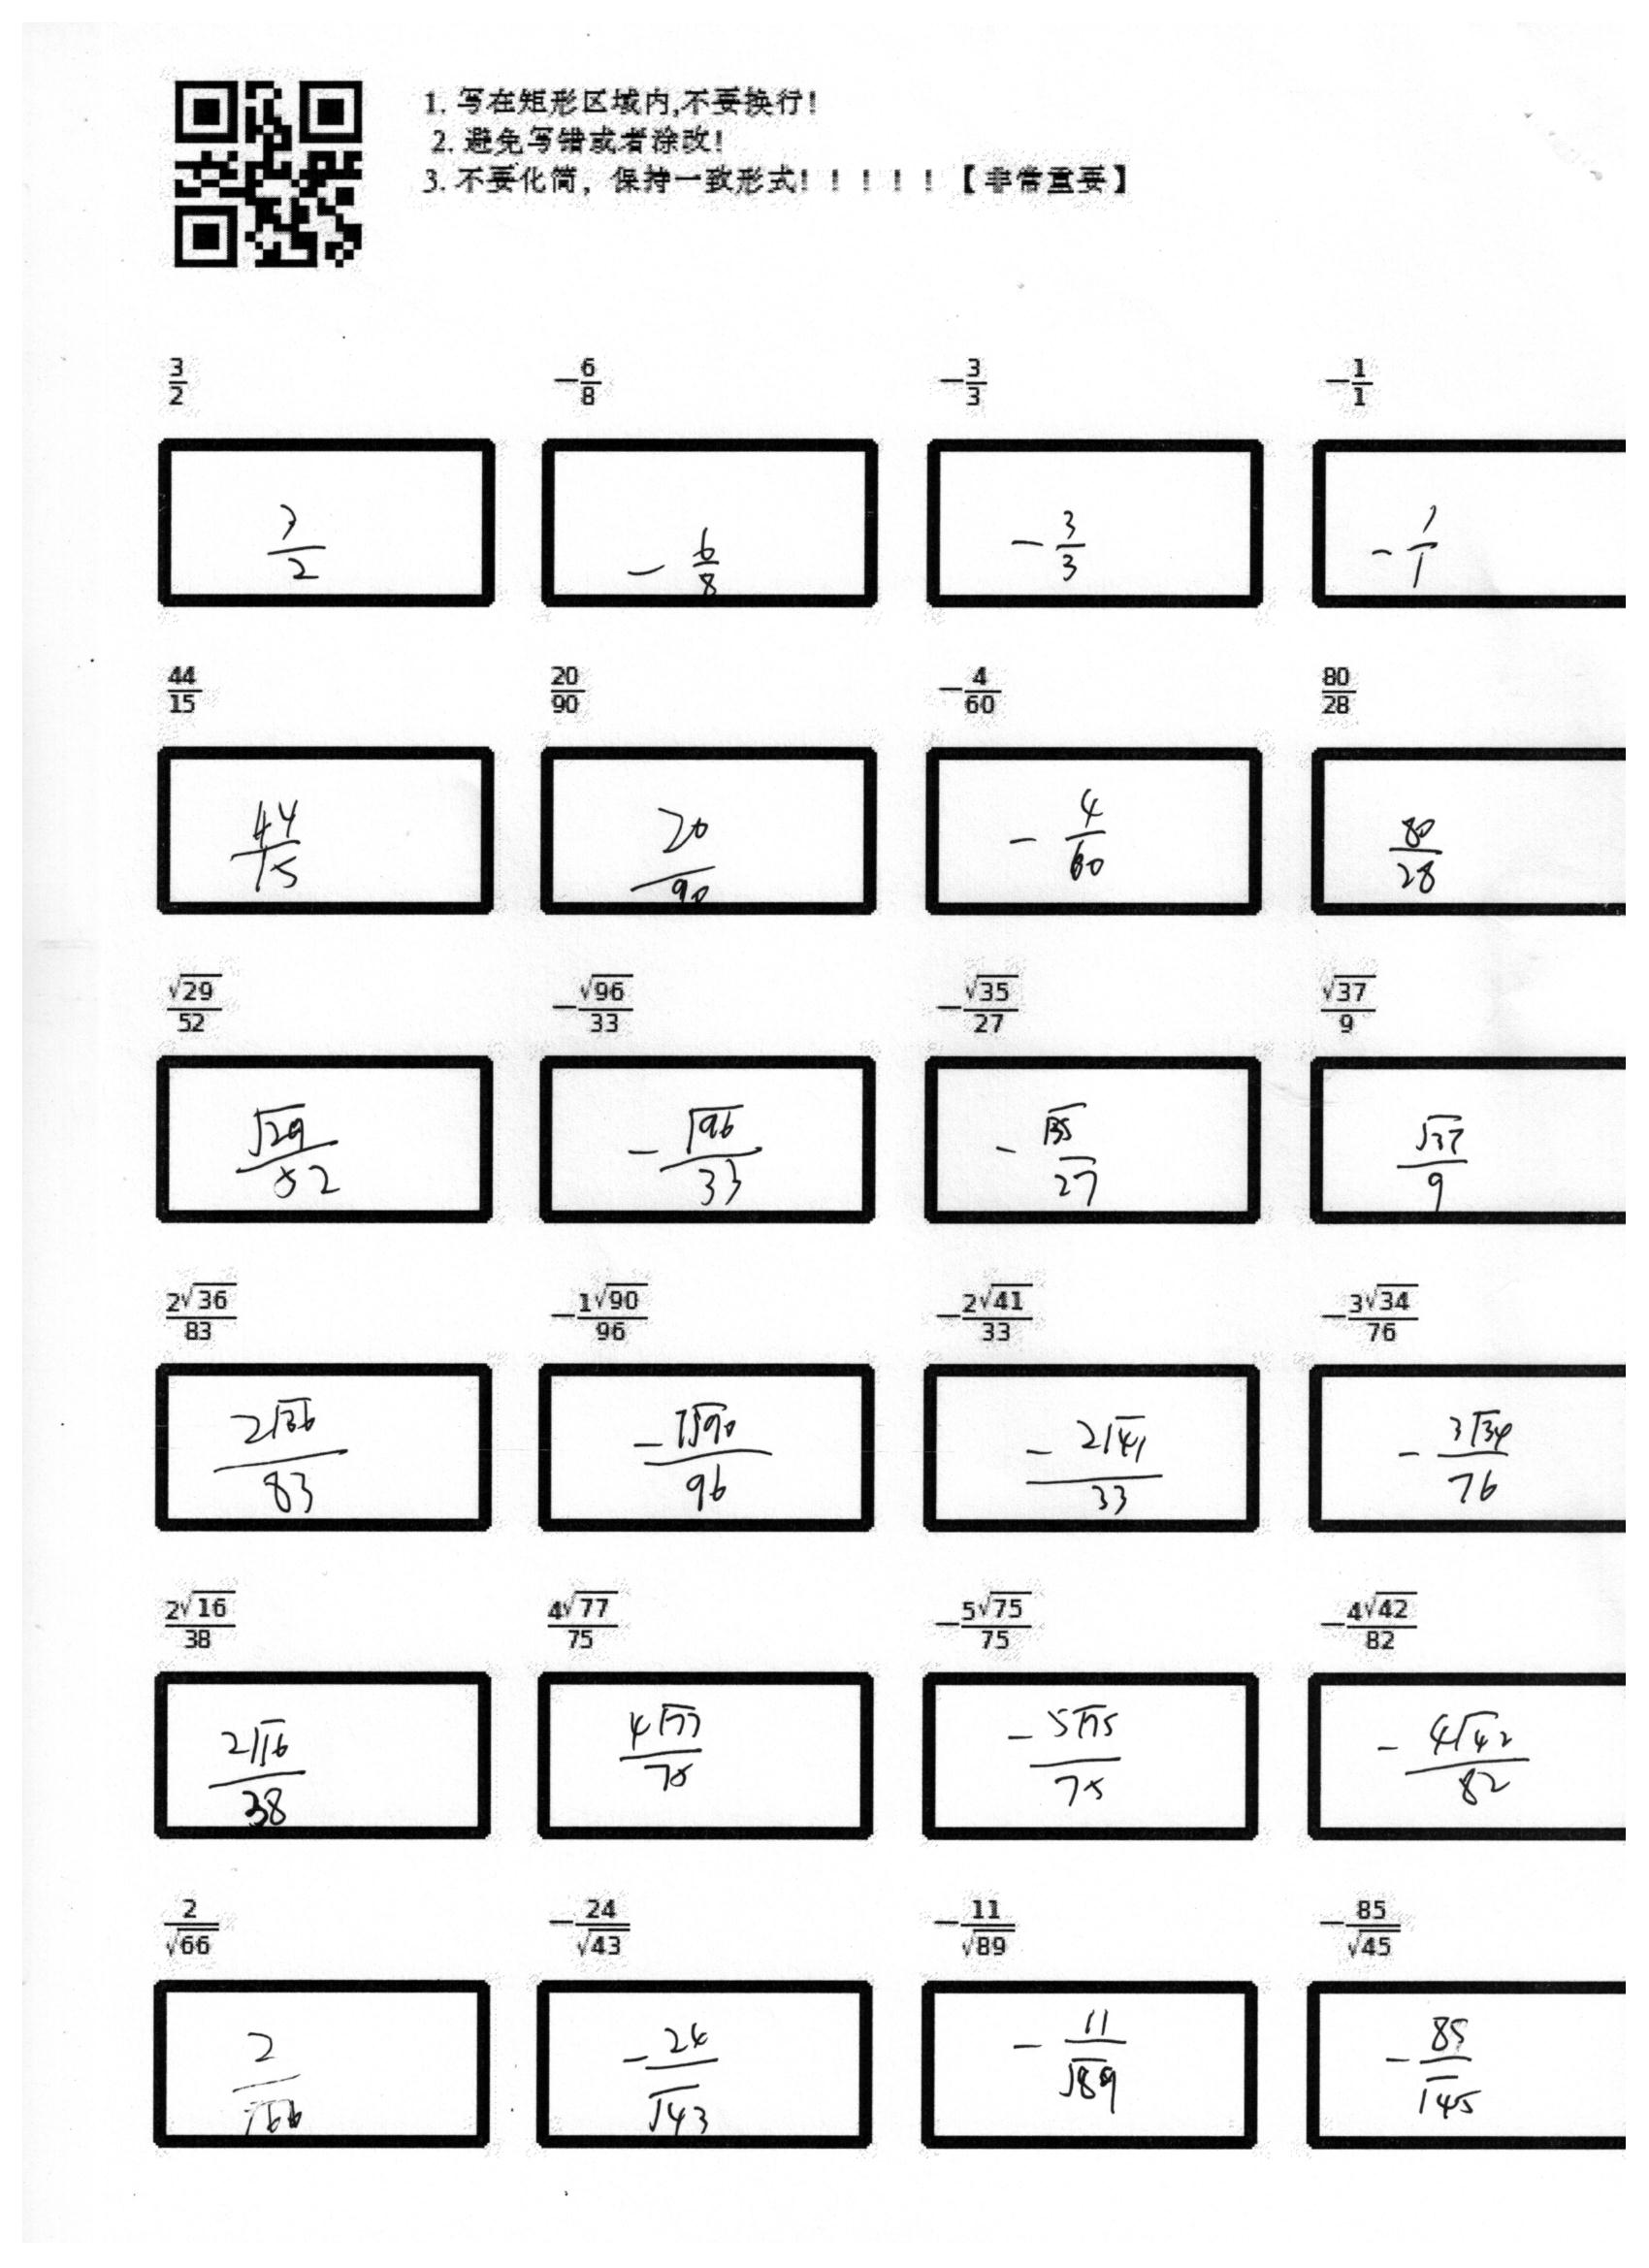 1. 写在矩形区域内,不要换行!
2. 避免写错或者涂改!
3. 不要化简，保持一致形式！！！！！【非常重要】
\frac{3}{2} -\frac{6}{8} -\frac{3}{3} -\frac{1}{1}
\frac{3}{2} -\frac{6}{8} -\frac{3}{3} -\frac{1}{1}
\frac{44}{15} \frac{20}{90} -\frac{4}{60} \frac{80}{28}
\frac{44}{15} \frac{20}{90} -\frac{4}{60} \frac{80}{28}
\frac{\sqrt{29}}{52} -\frac{\sqrt{96}}{33} -\frac{\sqrt{35}}{27} \frac{\sqrt{37}}{9}
\frac{\sqrt{29}}{52} -\frac{\sqrt{96}}{33} -\frac{\sqrt{35}}{27} \frac{\sqrt{37}}{9}
\frac{2\sqrt{36}}{83} -\frac{1\sqrt{90}}{96} -\frac{2\sqrt{41}}{33} -\frac{3\sqrt{34}}{76}
\frac{2\sqrt{36}}{83} -\frac{1\sqrt{90}}{96} \frac{-2\sqrt{41}}{33} -\frac{3\sqrt{34}}{76}
\frac{2\sqrt{16}}{38} \frac{4\sqrt{77}}{75} -\frac{5\sqrt{75}}{75} -\frac{4\sqrt{42}}{82}
\frac{2\sqrt{16}}{38} \frac{4\sqrt{77}}{75} -\frac{5\sqrt{75}}{75} -\frac{4\sqrt{42}}{82}
\frac{2}{\sqrt{66}} -\frac{24}{\sqrt{43}} -\frac{11}{\sqrt{89}} -\frac{85}{\sqrt{45}}
\frac{2}{\sqrt{66}} -\frac{24}{\sqrt{43}} -\frac{11}{\sqrt{89}} -\frac{85}{\sqrt{45}}